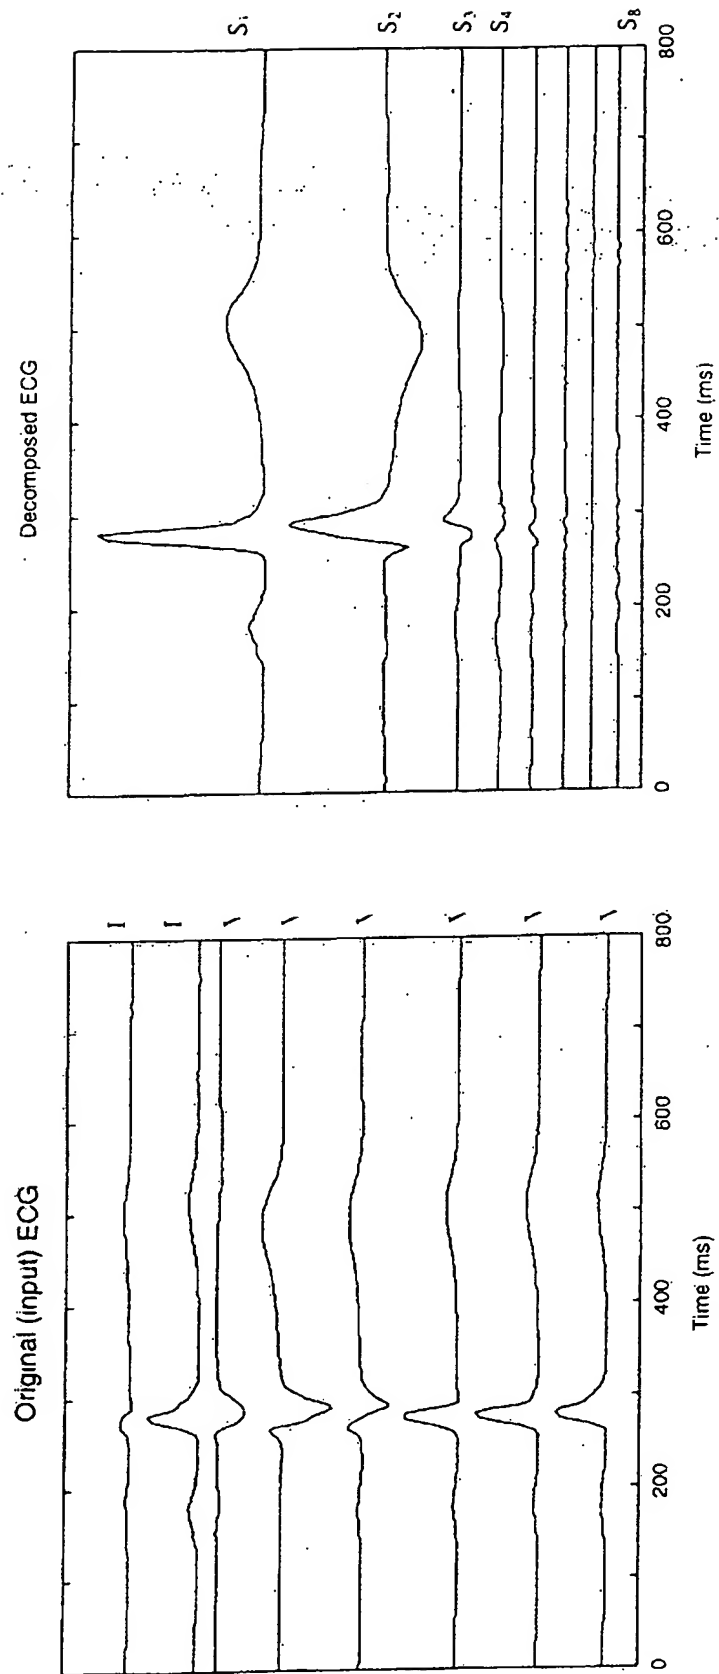 Original (input) ECG
I
I
V
V
V
V
V
V
0
200
400
600
800
Time (ms)
Decomposed ECG
S1
S2
S3
S4
S8
0
200
400
600
800
Time (ms)